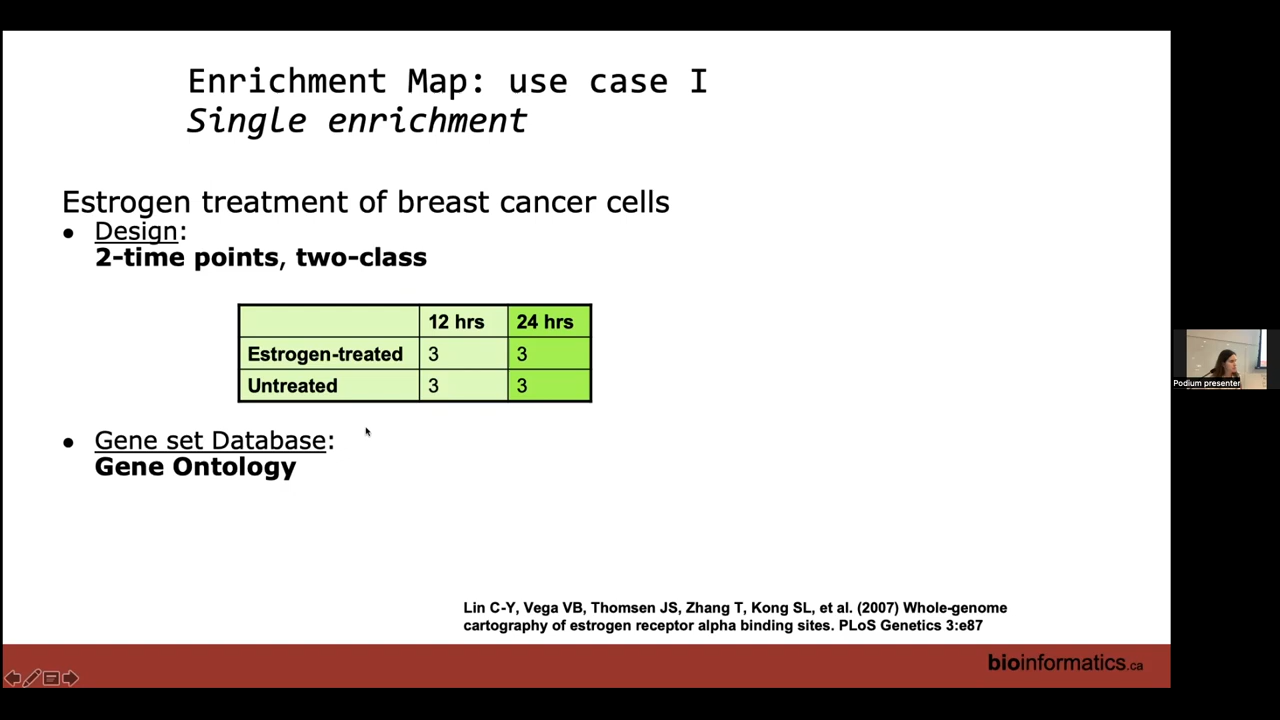 Enrichment Map: use case I
Single enrichment
Estrogen treatment of breast cancer cells
• Design:
2-time points, two-class
12 hrs 24 hrs
Estrogen-treated 3 3
Untreated 3 3
• Gene set Database:
Gene Ontology
Lin C-Y, Vega VB, Thomsen JS, Zhang T, Kong SL, et al. (2007) Whole-genome
cartography of estrogen receptor alpha binding sites. PLoS Genetics 3:e87
bioinformatics.ca
Podium presenter